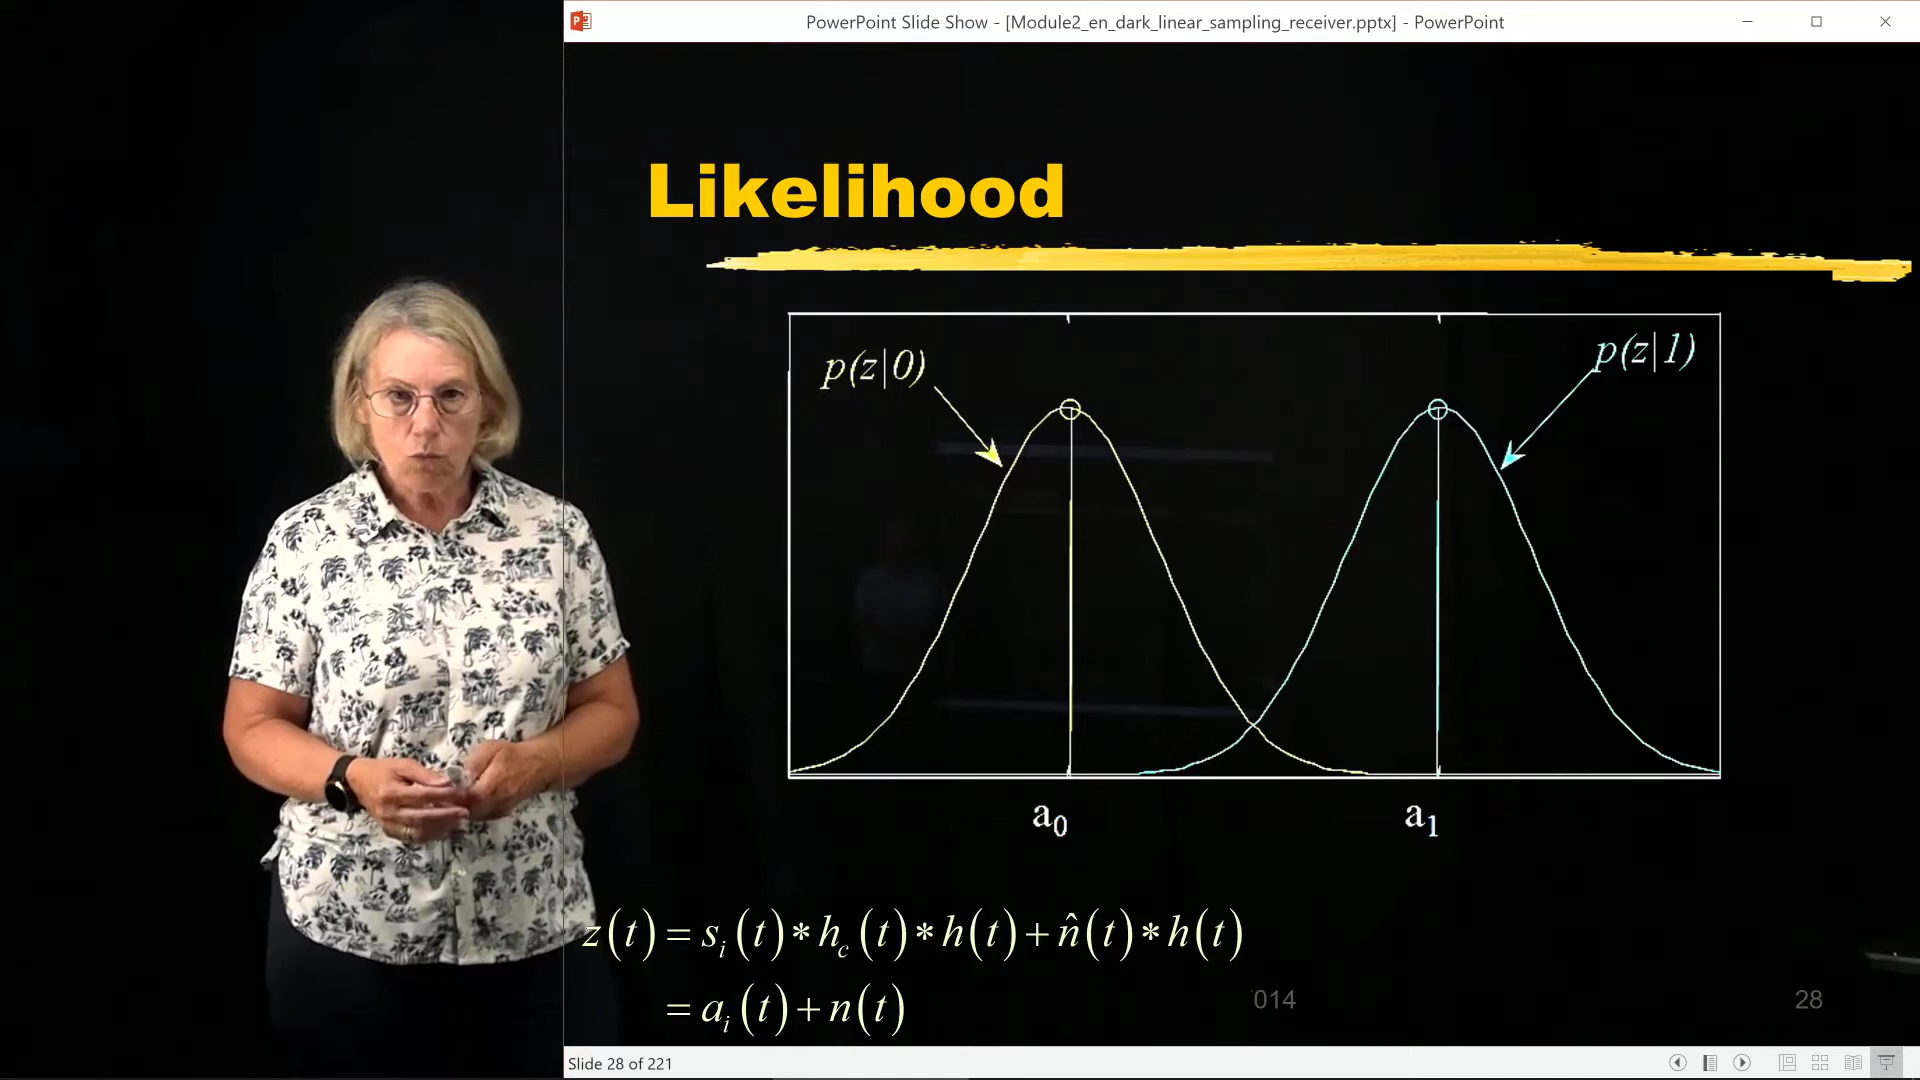 PowerPoint Slide Show - [Module2_en_dark_linear_sampling_receiver.pptx] - PowerPoint
Likelihood
p(z|0)
p(z|1)
a₀
a₁
z(t) = sᵢ(t) * h_c(t) * h(t) + n̂(t) * h(t)
= aᵢ(t) + n(t)
014
28
Slide 28 of 221